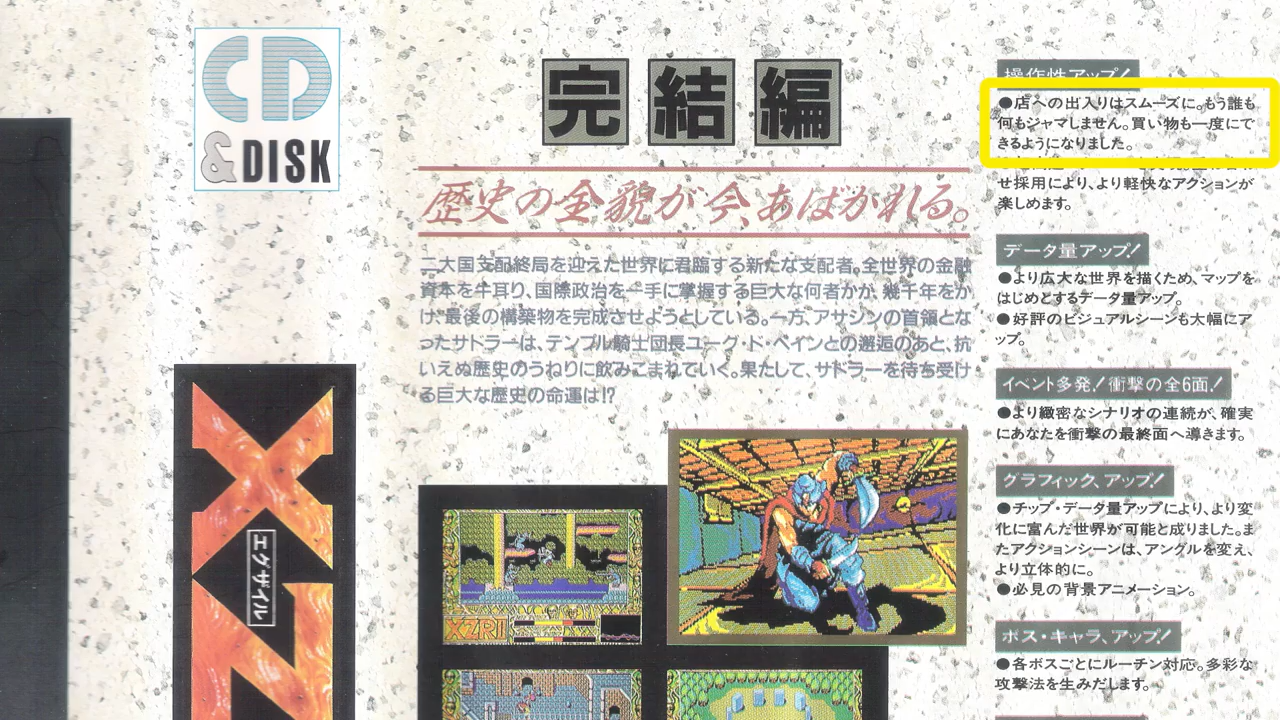 CD
&DISK
完結編
歴史の全貌が今、あばかれる。
二大国支配終局を迎えた世界に君臨する新たな支配者。全世界の金融
資本を牛耳り、国際政治を一手に掌握する巨大な何者かが、幾千年をか
け、最後の構築物を完成させようとしている。一方、アサシンの首領とな
ったサドラーは、テンプル騎士団長ユーグ・ド・ペインとの邂逅のあと、抗
いえぬ歴史のうねりに飲みこまれていく。果たして、サドラーを待ち受け
る巨大な歴史の命運は!?
XZ
エグザイル
XZRII
操作性アップ!
●店への出入りはスムーズに。もう誰も
何もジャマしません。買い物も一度にで
きるようになりました。
せ採用により、より軽快なアクションが
楽しめます。
データ量アップ!
●より広大な世界を描くため、マップを
はじめとするデータ量アップ。
●好評のビジュアルシーンも大幅にア
ップ。
イベント多発!衝撃の全6面!
●より緻密なシナリオの連続が、確実
にあなたを衝撃の最終面へ導きます。
グラフィック、アップ!
●チップ・データ量アップにより、より変
化に富んだ世界が可能と成りました。ま
たアクションシーンは、アングルを変え、
より立体的に。
●必見の背景アニメーション。
ボス・キャラ、アップ!
●各ボスごとにルーチン対応。多彩な
攻撃法を生みだします。